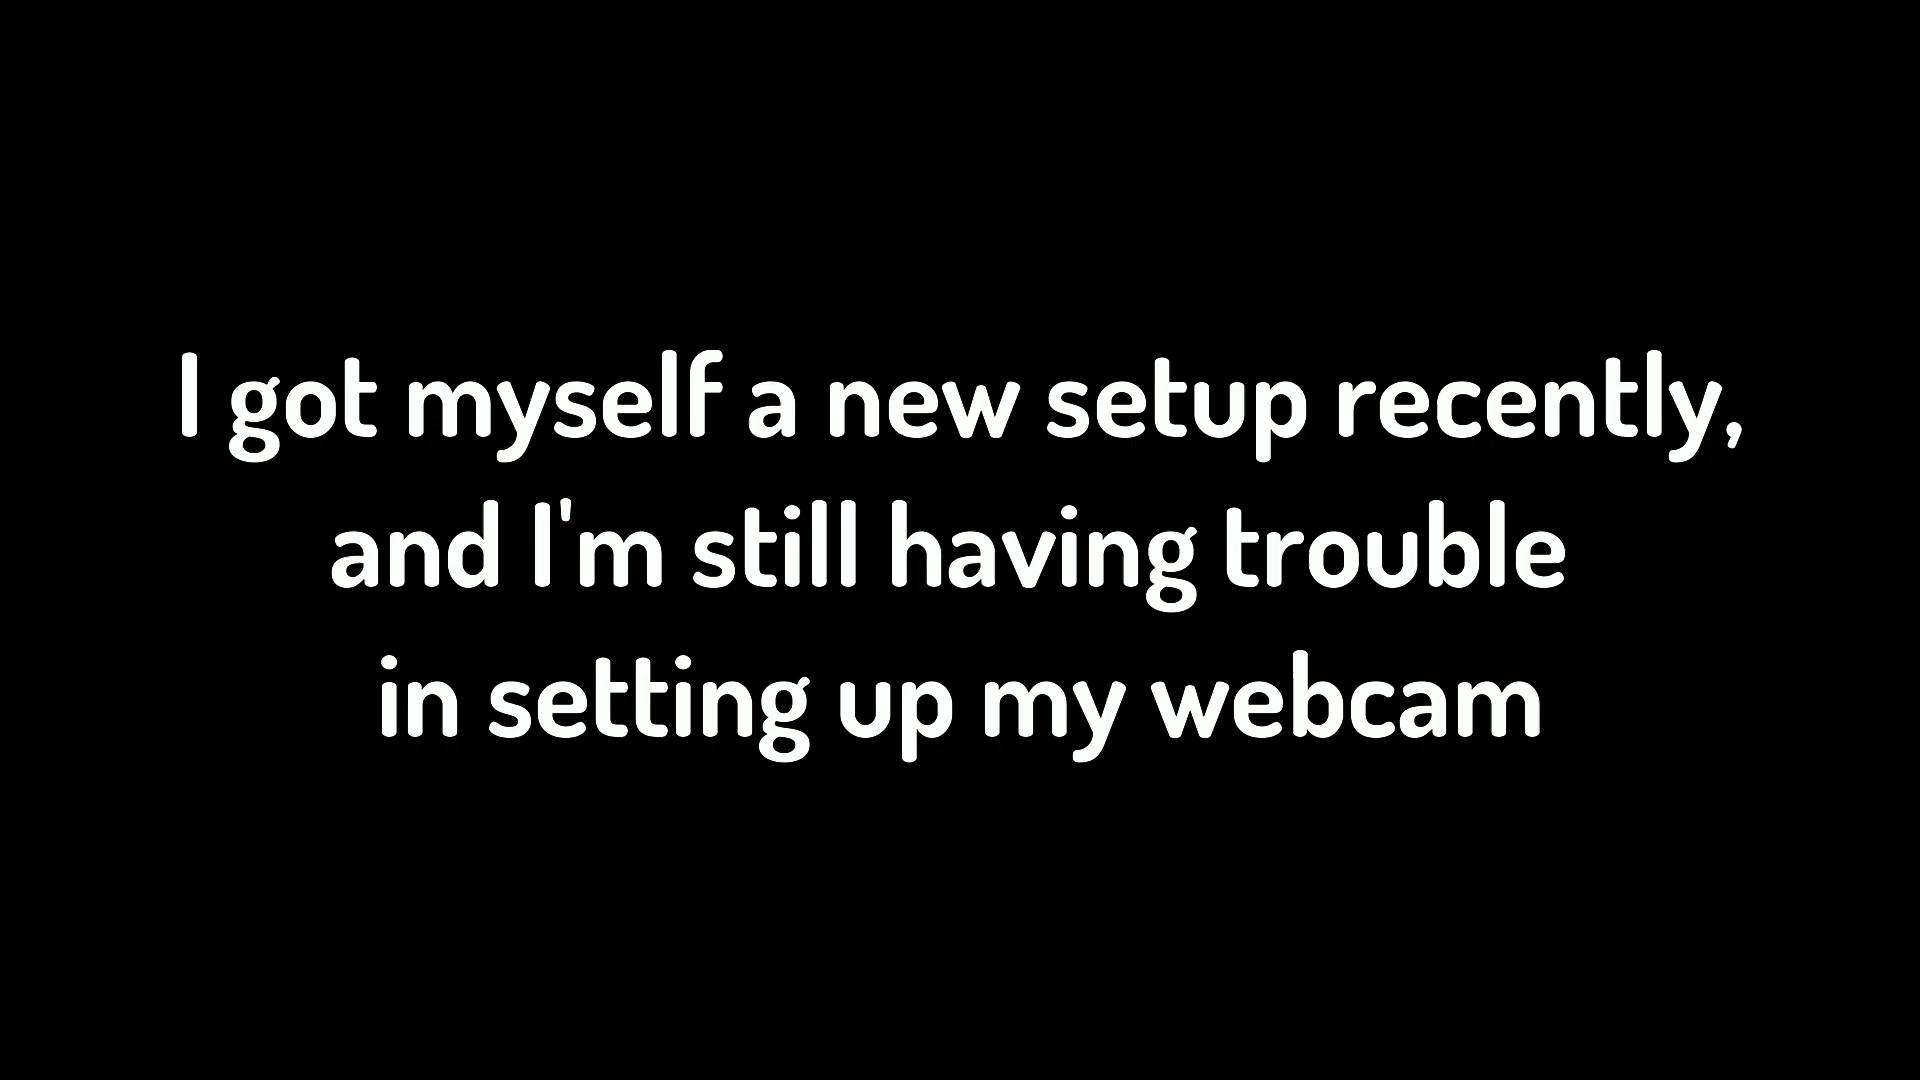 I got myself a new setup recently,
and I'm still having trouble
in setting up my webcam